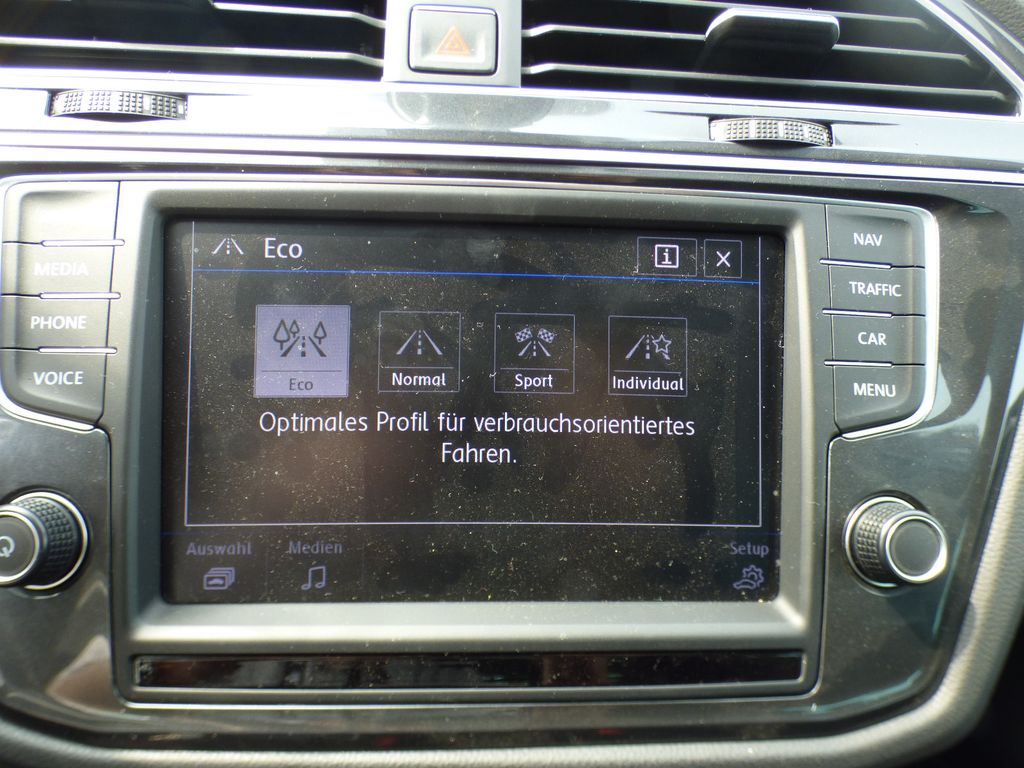 MEDIA
PHONE
VOICE
Eco
i
X
Eco
Normal
Sport
Individual
Optimales Profil für verbrauchsorientiertes
Fahren.
Auswahl
Medien
Setup
NAV
TRAFFIC
CAR
MENU